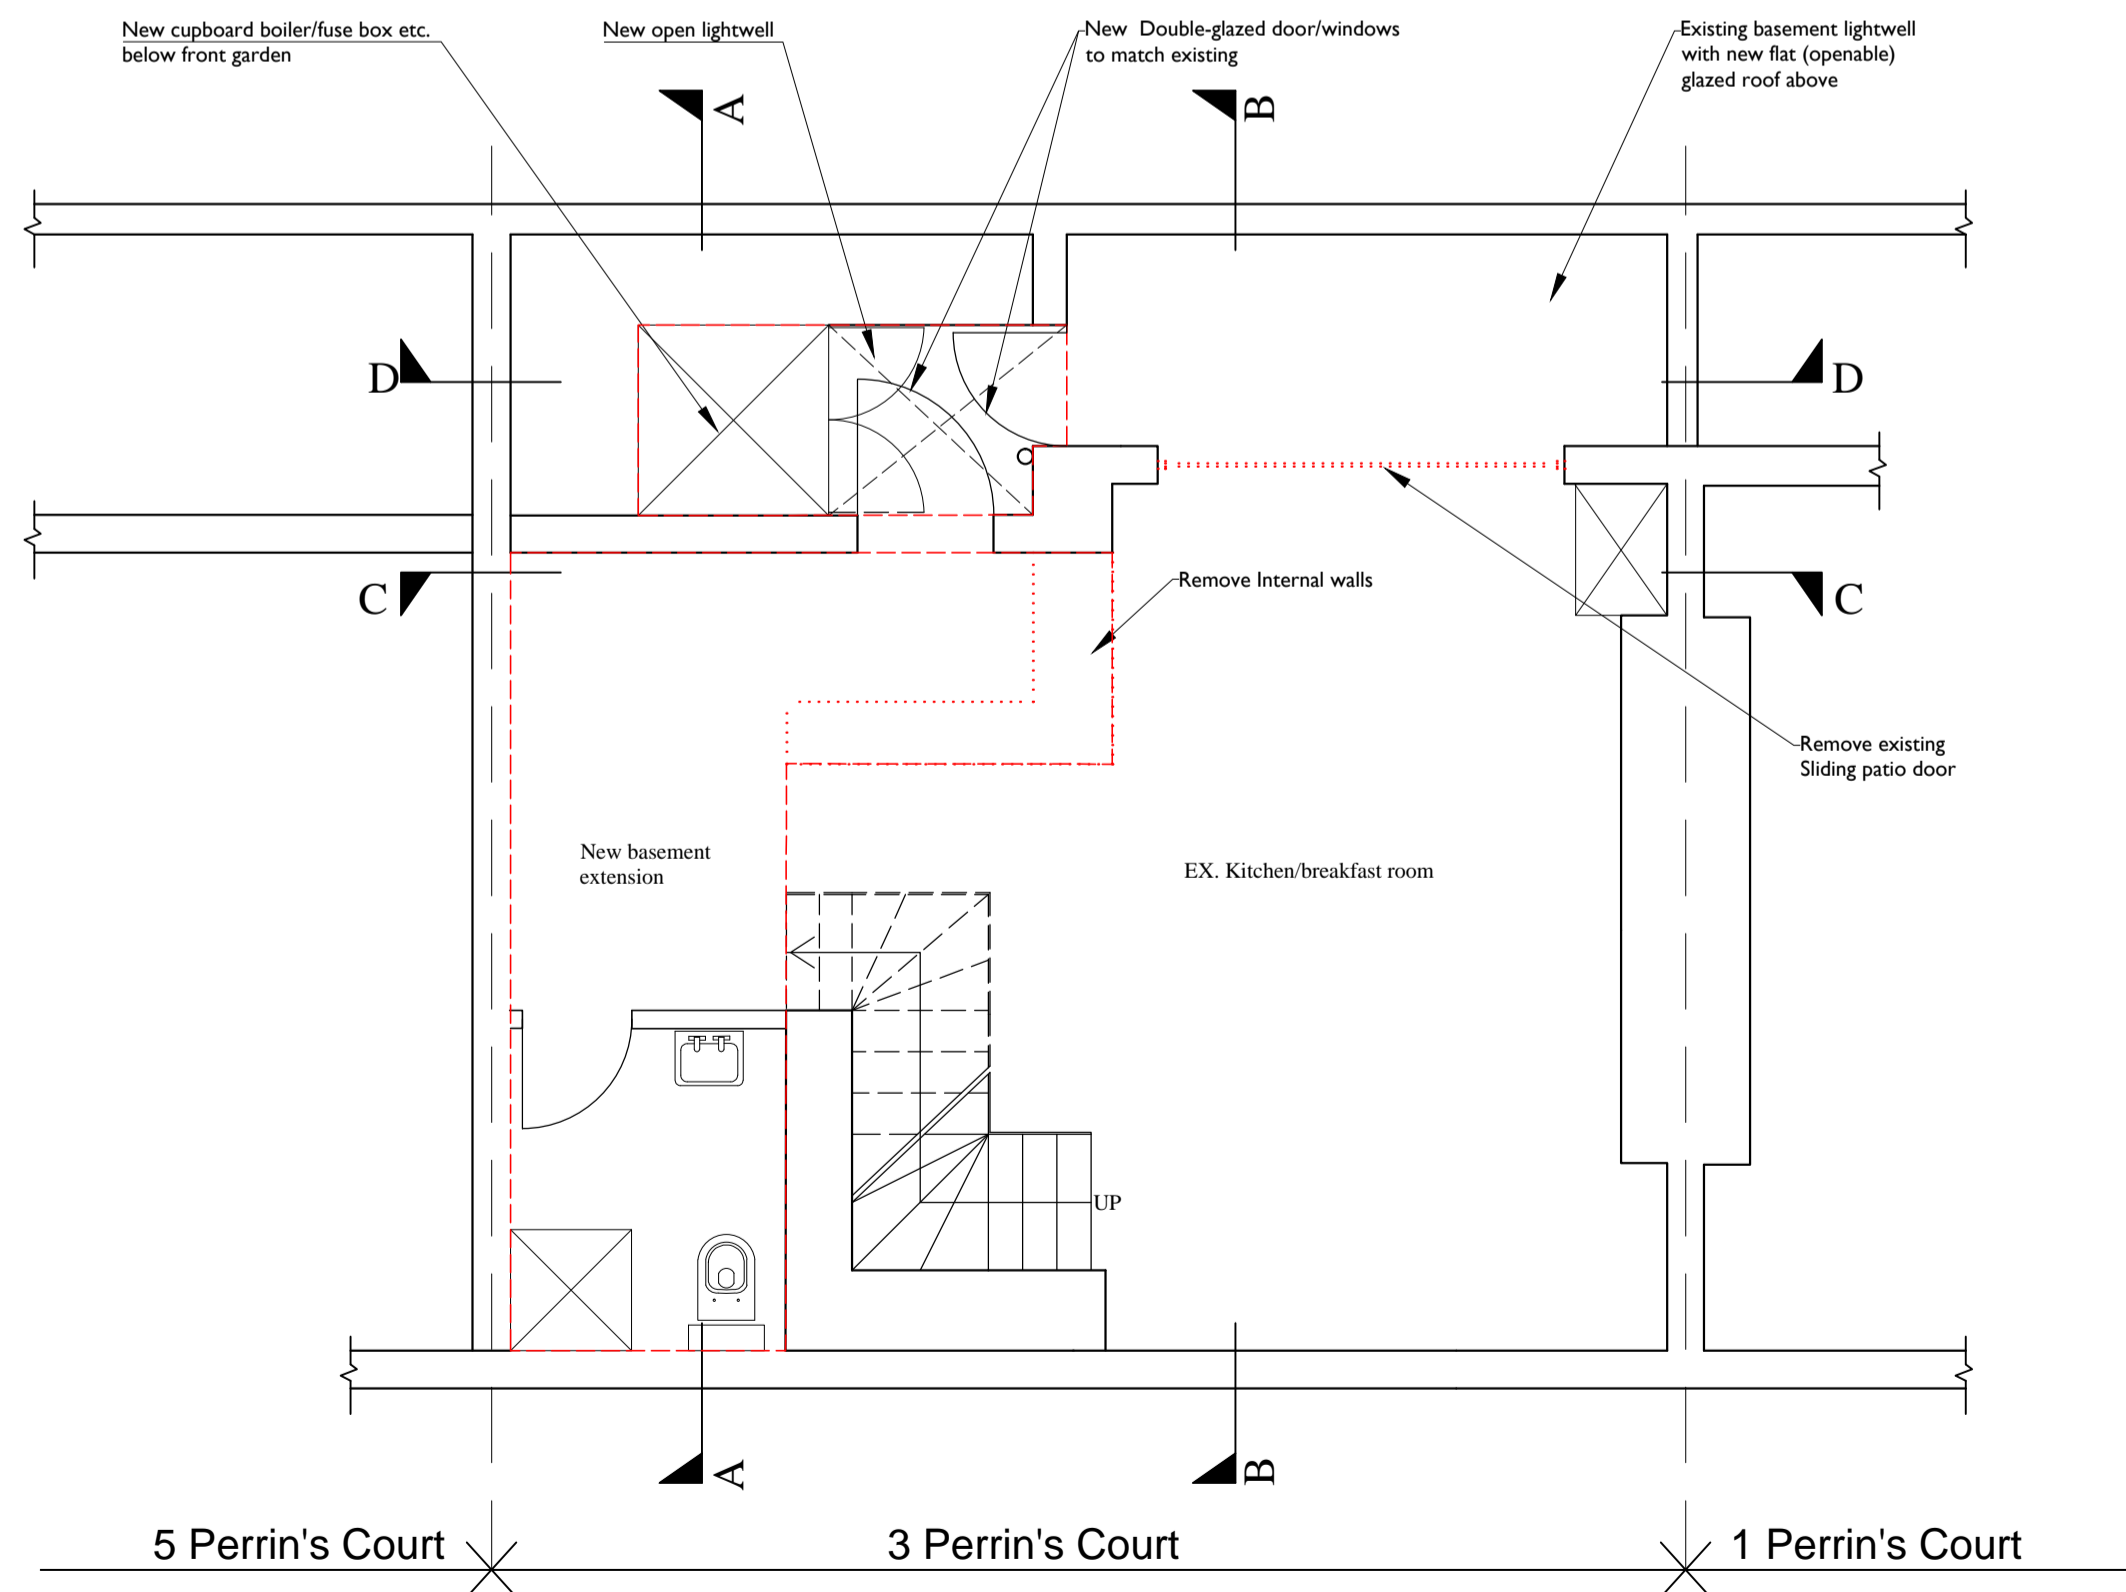 New cupboard boiler/fuse box etc.
below front garden
New open lightwell
New Double-glazed door/windows
to match existing
Existing basement lightwell
with new flat (openable)
glazed roof above
A
B
D
D
C
C
Remove Internal walls
Remove existing
Sliding patio door
New basement
extension
EX. Kitchen/breakfast room
UP
A
B
5 Perrin's Court
3 Perrin's Court
1 Perrin's Court